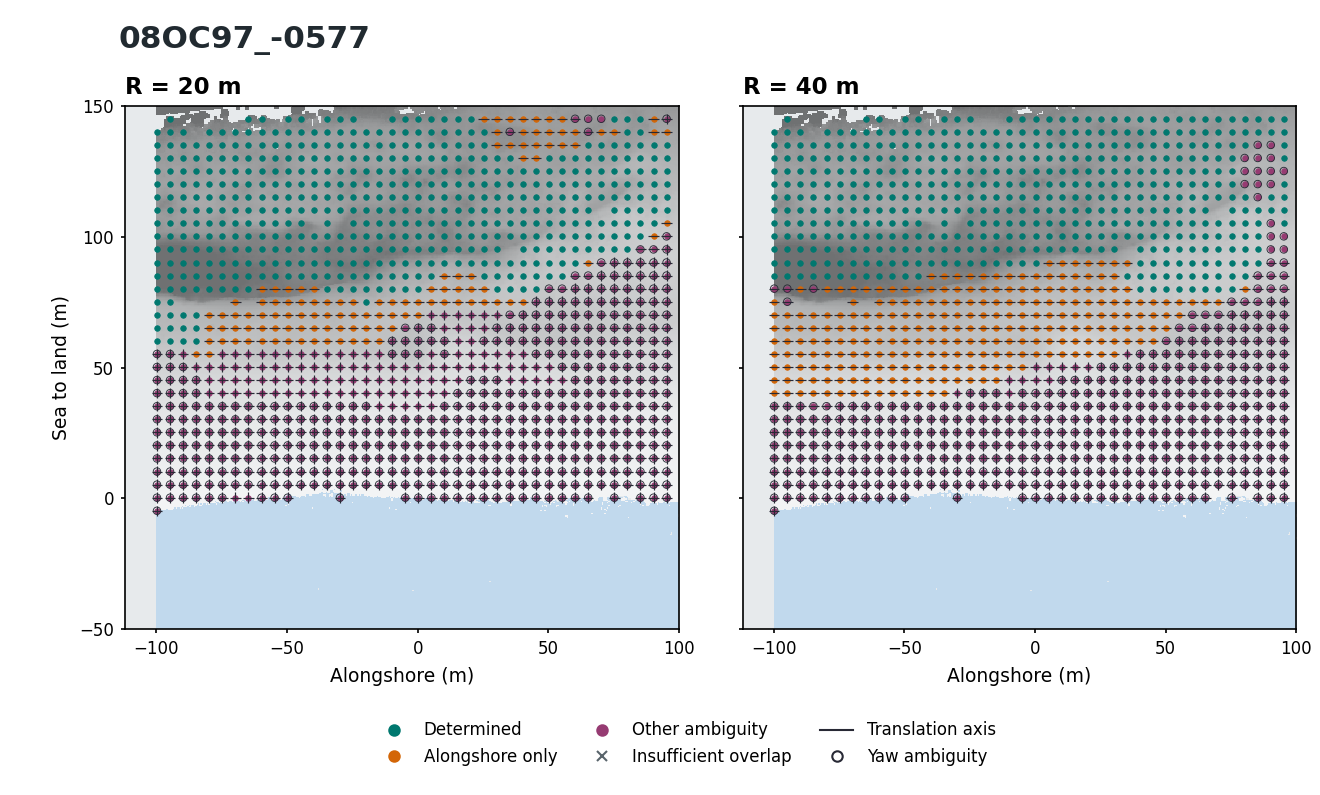 08OC97_-0577
R = 20 m
R = 40 m
150
100
50
0
−50
Sea to land (m)
−100 −50 0 50 100
−100 −50 0 50 100
Alongshore (m)
Alongshore (m)
Determined Other ambiguity Translation axis
Alongshore only Insufficient overlap Yaw ambiguity